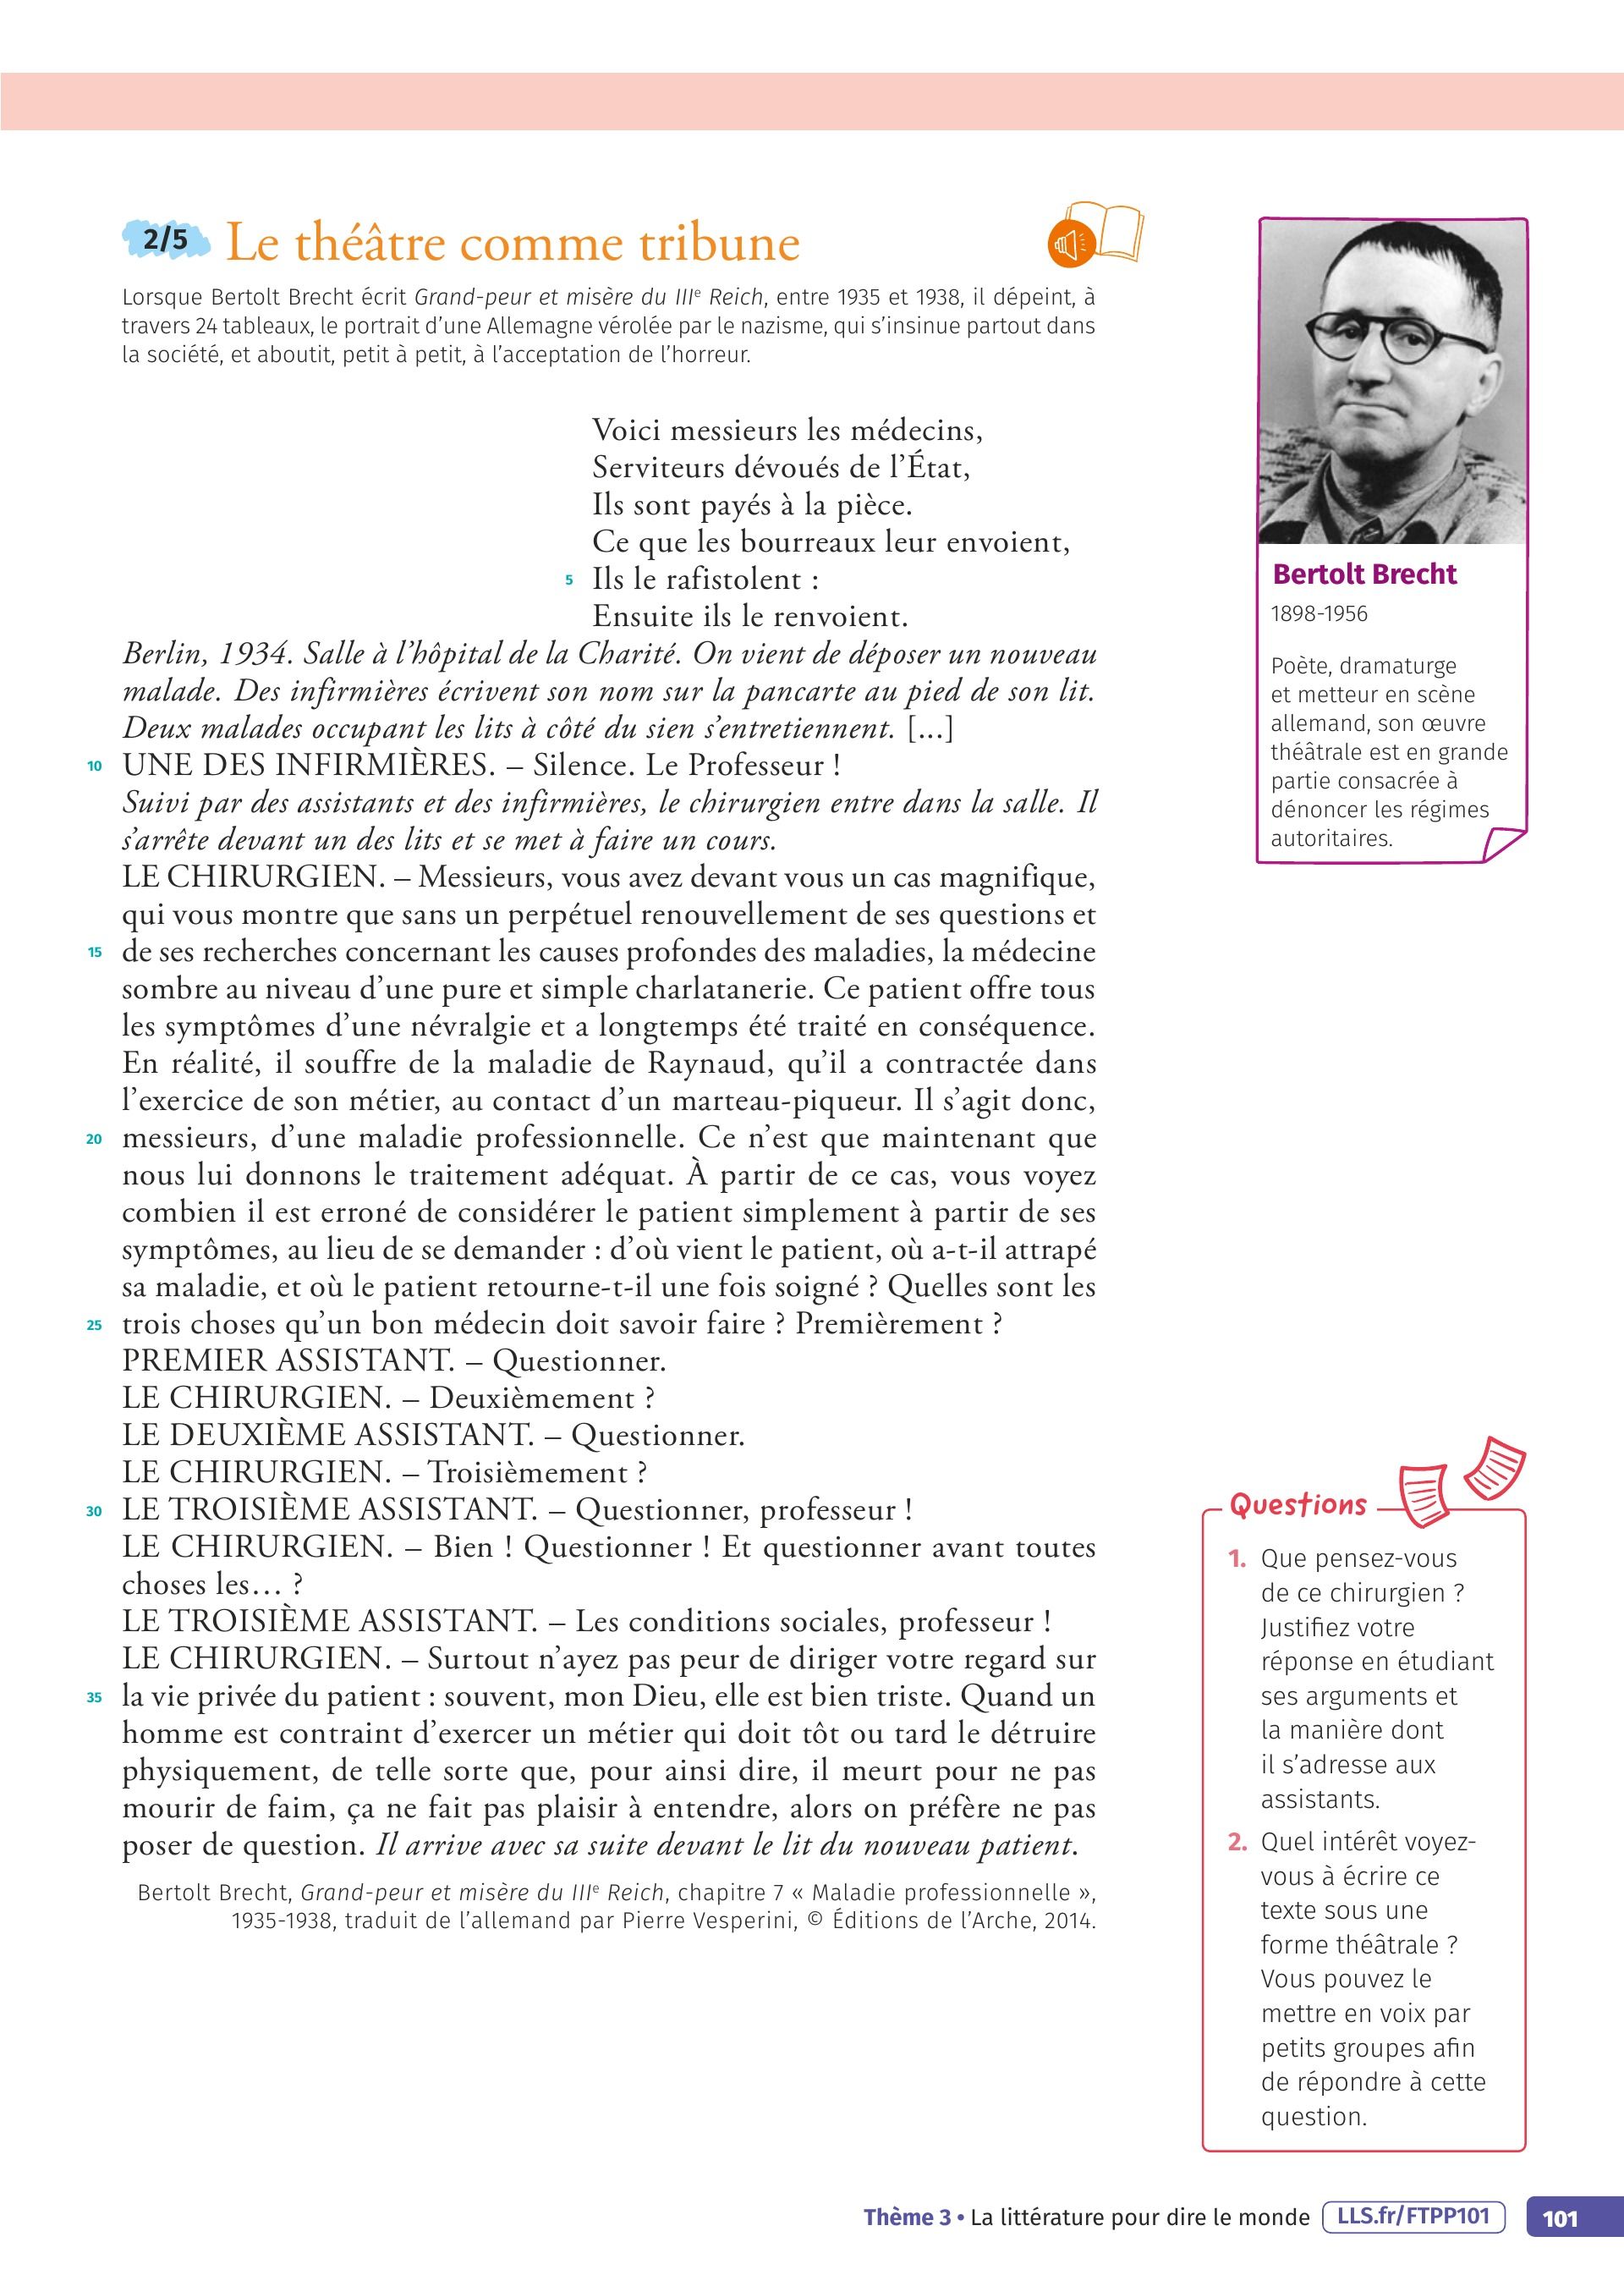 2/5 Le théâtre comme tribune
Lorsque Bertolt Brecht écrit Grand-peur et misère du IIIe Reich, entre 1935 et 1938, il dépeint, à
travers 24 tableaux, le portrait d’une Allemagne vérolée par le nazisme, qui s’insinue partout dans
la société, et aboutit, petit à petit, à l’acceptation de l’horreur.
Voici messieurs les médecins,
Serviteurs dévoués de l’État,
Ils sont payés à la pièce.
Ce que les bourreaux leur envoient,
5 Ils le rafistolent :
Ensuite ils le renvoient.
Berlin, 1934. Salle à l’hôpital de la Charité. On vient de déposer un nouveau
malade. Des infirmières écrivent son nom sur la pancarte au pied de son lit.
Deux malades occupant les lits à côté du sien s’entretiennent. [...]
10 UNE DES INFIRMIÈRES. – Silence. Le Professeur !
Suivi par des assistants et des infirmières, le chirurgien entre dans la salle. Il
s’arrête devant un des lits et se met à faire un cours.
LE CHIRURGIEN. – Messieurs, vous avez devant vous un cas magnifique,
qui vous montre que sans un perpétuel renouvellement de ses questions et
15 de ses recherches concernant les causes profondes des maladies, la médecine
sombre au niveau d’une pure et simple charlatanerie. Ce patient offre tous
les symptômes d’une névralgie et a longtemps été traité en conséquence.
En réalité, il souffre de la maladie de Raynaud, qu’il a contractée dans
l’exercice de son métier, au contact d’un marteau-piqueur. Il s’agit donc,
20 messieurs, d’une maladie professionnelle. Ce n’est que maintenant que
nous lui donnons le traitement adéquat. À partir de ce cas, vous voyez
combien il est erroné de considérer le patient simplement à partir de ses
symptômes, au lieu de se demander : d’où vient le patient, où a-t-il attrapé
sa maladie, et où le patient retourne-t-il une fois soigné ? Quelles sont les
25 trois choses qu’un bon médecin doit savoir faire ? Premièrement ?
PREMIER ASSISTANT. – Questionner.
LE CHIRURGIEN. – Deuxièmement ?
LE DEUXIÈME ASSISTANT. – Questionner.
LE CHIRURGIEN. – Troisièmement ?
30 LE TROISIÈME ASSISTANT. – Questionner, professeur !
LE CHIRURGIEN. – Bien ! Questionner ! Et questionner avant toutes
choses les… ?
LE TROISIÈME ASSISTANT. – Les conditions sociales, professeur !
LE CHIRURGIEN. – Surtout n’ayez pas peur de diriger votre regard sur
35 la vie privée du patient : souvent, mon Dieu, elle est bien triste. Quand un
homme est contraint d’exercer un métier qui doit tôt ou tard le détruire
physiquement, de telle sorte que, pour ainsi dire, il meurt pour ne pas
mourir de faim, ça ne fait pas plaisir à entendre, alors on préfère ne pas
poser de question. Il arrive avec sa suite devant le lit du nouveau patient.
Bertolt Brecht, Grand-peur et misère du IIIe Reich, chapitre 7 « Maladie professionnelle »,
1935-1938, traduit de l’allemand par Pierre Vesperini, © Éditions de l’Arche, 2014.
Bertolt Brecht
1898-1956
Poète, dramaturge
et metteur en scène
allemand, son œuvre
théâtrale est en grande
partie consacrée à
dénoncer les régimes
autoritaires.
Questions
1. Que pensez-vous
de ce chirurgien ?
Justifiez votre
réponse en étudiant
ses arguments et
la manière dont
il s’adresse aux
assistants.
2. Quel intérêt voyez-
vous à écrire ce
texte sous une
forme théâtrale ?
Vous pouvez le
mettre en voix par
petits groupes afin
de répondre à cette
question.
Thème 3 • La littérature pour dire le monde LLS.fr/FTPP101 101